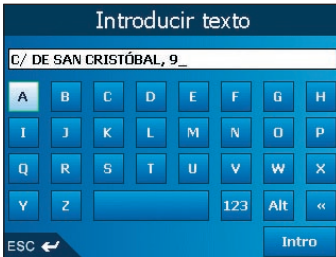 Introducir texto
C/ DE SAN CRISTÓBAL, 9_
A B C D E F G H
I J K L M N O P
Q R S T U V W X
Y Z 123 Alt «
ESC Intro